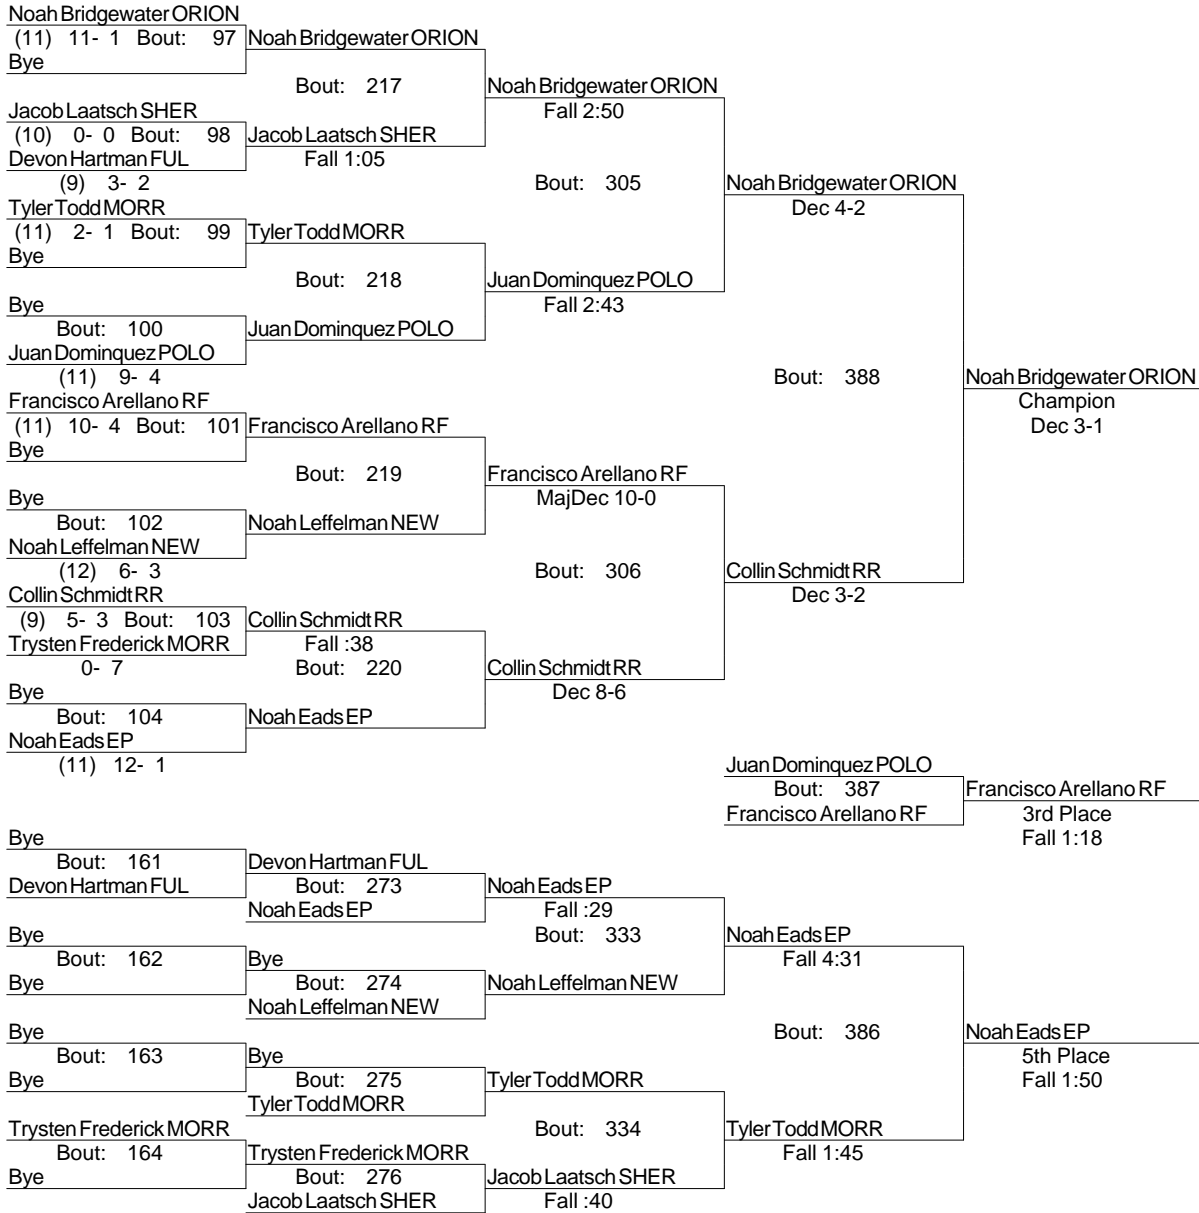 Noah Bridgewater ORION
(11) 11- 1 Bout: 97 Noah Bridgewater ORION
Bye
Bout: 217 Noah Bridgewater ORION
Jacob Laatsch SHER Fall 2:50
(10) 0- 0 Bout: 98 Jacob Laatsch SHER
Devon Hartman FUL Fall 1:05
(9) 3- 2 Bout: 305 Noah Bridgewater ORION
Tyler Todd MORR Dec 4-2
(11) 2- 1 Bout: 99 Tyler Todd MORR
Bye
Bout: 218 Juan Dominquez POLO
Bye Fall 2:43
Bout: 100 Juan Dominquez POLO
Juan Dominquez POLO
(11) 9- 4 Bout: 388 Noah Bridgewater ORION
Francisco Arellano RF Champion
(11) 10- 4 Bout: 101 Francisco Arellano RF Dec 3-1
Bye
Bout: 219 Francisco Arellano RF
Bye MajDec 10-0
Bout: 102 Noah Leffelman NEW
Noah Leffelman NEW
(12) 6- 3 Bout: 306 Collin Schmidt RR
Collin Schmidt RR Dec 3-2
(9) 5- 3 Bout: 103 Collin Schmidt RR
Trysten Frederick MORR Fall :38
0- 7 Bout: 220 Collin Schmidt RR
Bye Dec 8-6
Bout: 104 Noah Eads EP
Noah Eads EP
(11) 12- 1 Juan Dominquez POLO
Bout: 387 Francisco Arellano RF
Francisco Arellano RF 3rd Place
Bye Fall 1:18
Bout: 161 Devon Hartman FUL
Devon Hartman FUL Bout: 273 Noah Eads EP
Noah Eads EP Fall :29
Bye Bout: 333 Noah Eads EP
Bout: 162 Bye Fall 4:31
Bye Bout: 274 Noah Leffelman NEW
Noah Leffelman NEW
Bye Bout: 386 Noah Eads EP
Bout: 163 Bye 5th Place
Bye Bout: 275 Tyler Todd MORR Fall 1:50
Tyler Todd MORR
Trysten Frederick MORR Bout: 334 Tyler Todd MORR
Bout: 164 Trysten Frederick MORR Fall 1:45
Bye Bout: 276 Jacob Laatsch SHER
Jacob Laatsch SHER Fall :40